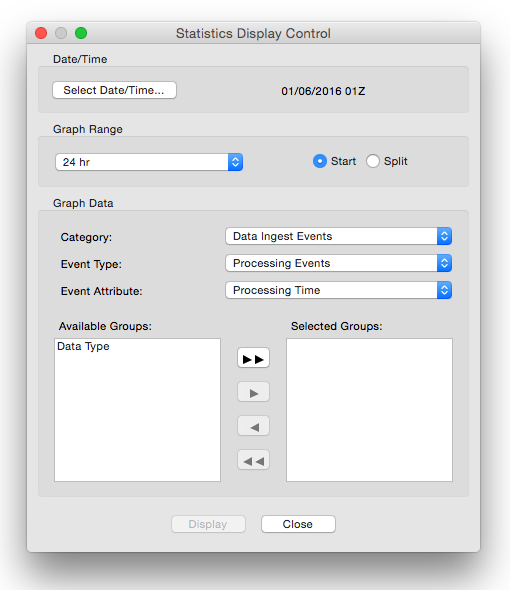 Statistics Display Control
Date/Time
Select Date/Time... 01/06/2016 01Z
Graph Range
24 hr Start Split
Graph Data
Category: Data Ingest Events
Event Type: Processing Events
Event Attribute: Processing Time
Available Groups: Selected Groups:
Data Type
Display Close